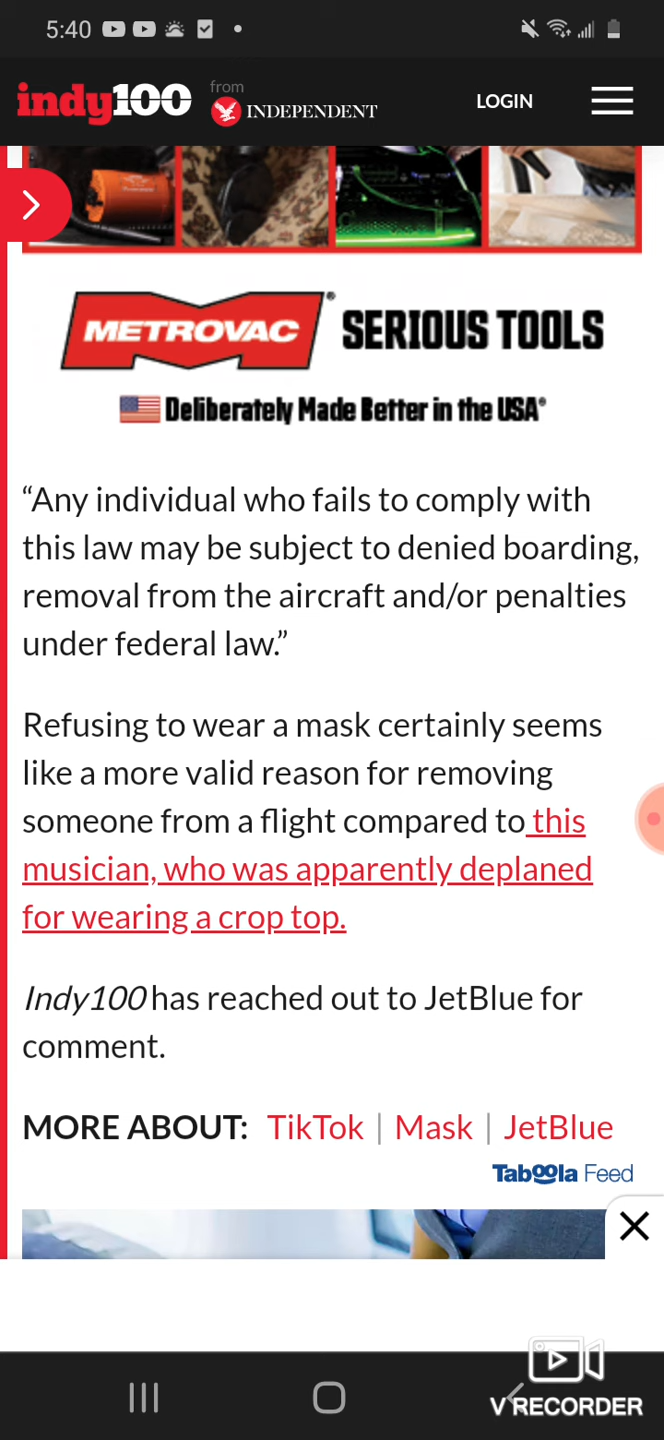 5:40
indy100
from
INDEPENDENT
LOGIN
METROVAC® SERIOUS TOOLS
Deliberately Made Better in the USA®
“Any individual who fails to comply with
this law may be subject to denied boarding,
removal from the aircraft and/or penalties
under federal law.”
Refusing to wear a mask certainly seems
like a more valid reason for removing
someone from a flight compared to this
musician, who was apparently deplaned
for wearing a crop top.
Indy100 has reached out to JetBlue for
comment.
MORE ABOUT: TikTok | Mask | JetBlue
Taboola Feed
V RECORDER